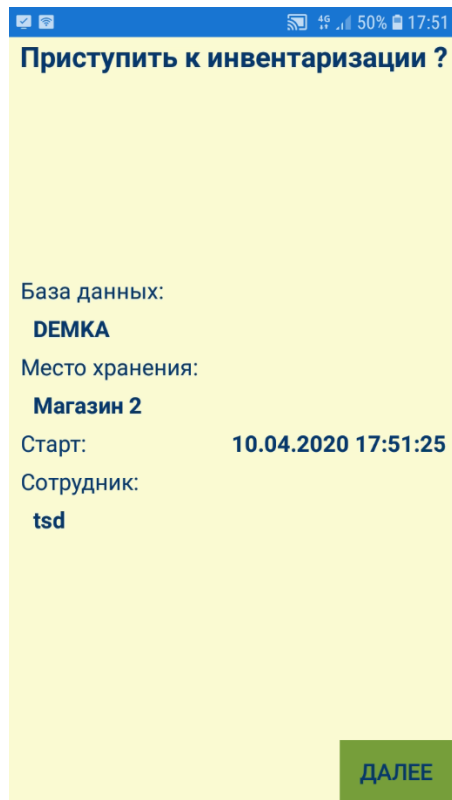 4G 50% 17:51
Приступить к инвентаризации ?
База данных:
DEMKA
Место хранения:
Магазин 2
Старт: 10.04.2020 17:51:25
Сотрудник:
tsd
ДАЛЕЕ